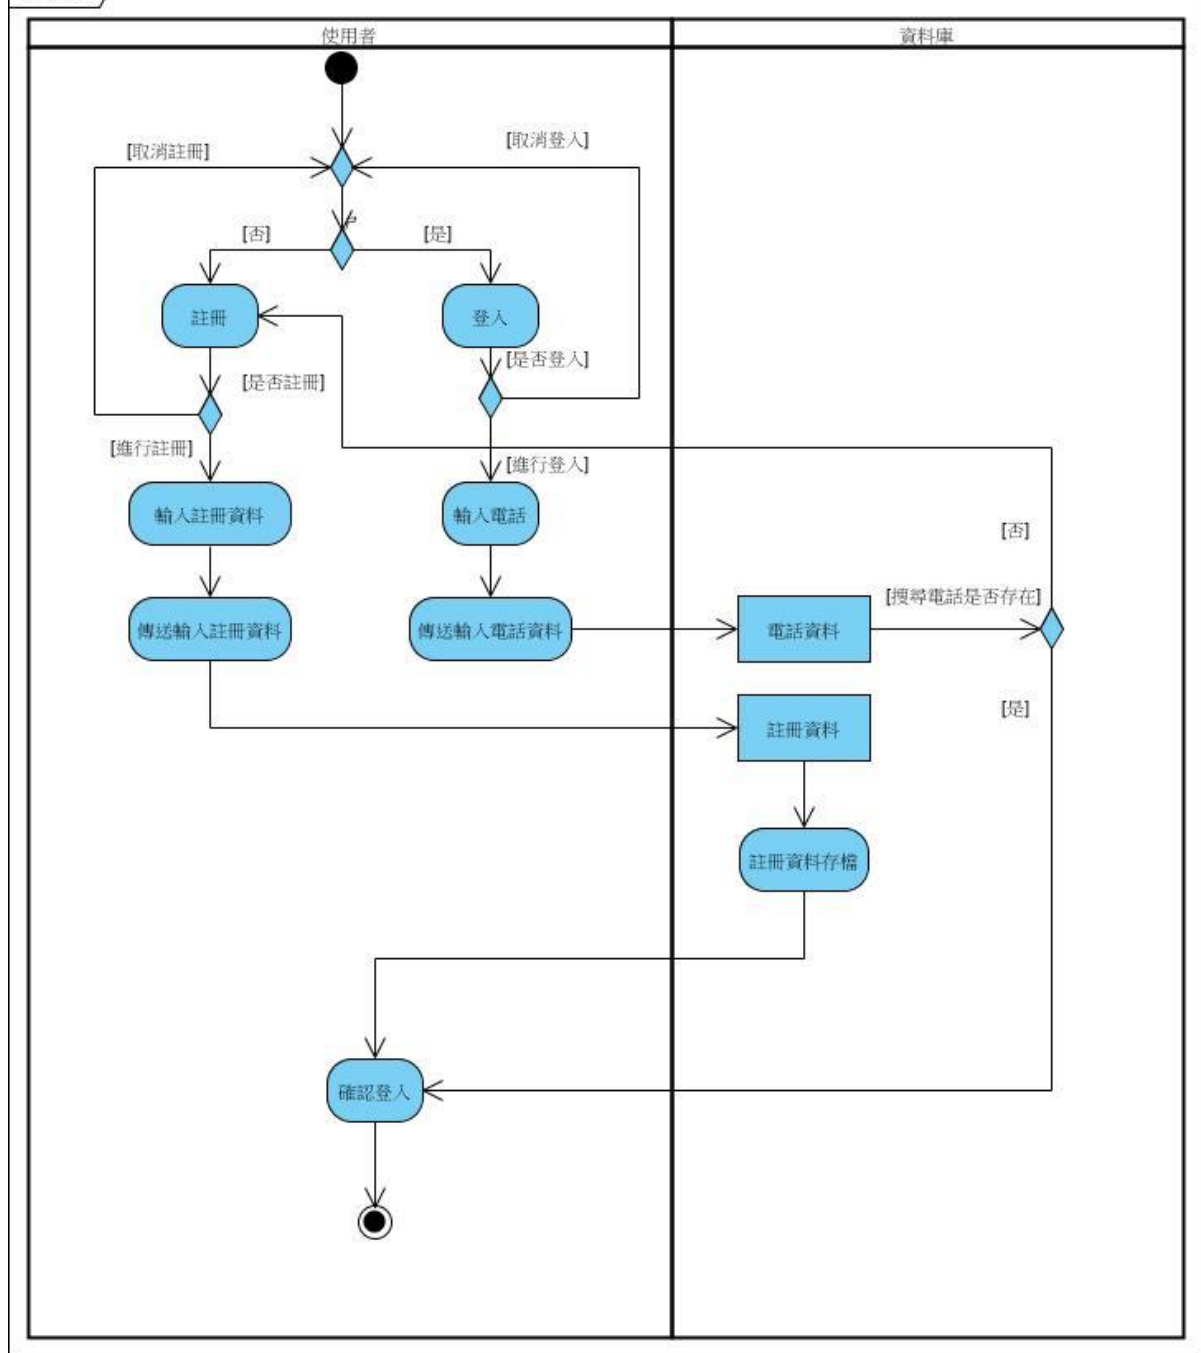 使用者
資料庫
[取消註冊]
[取消登入]
[否]
[是]
註冊
登入
[是否登入]
[是否註冊]
[進行註冊]
[進行登入]
輸入註冊資料
輸入電話
[否]
[搜尋電話是否存在]
傳送輸入註冊資料
傳送輸入電話資料
電話資料
[是]
註冊資料
註冊資料存檔
確認登入